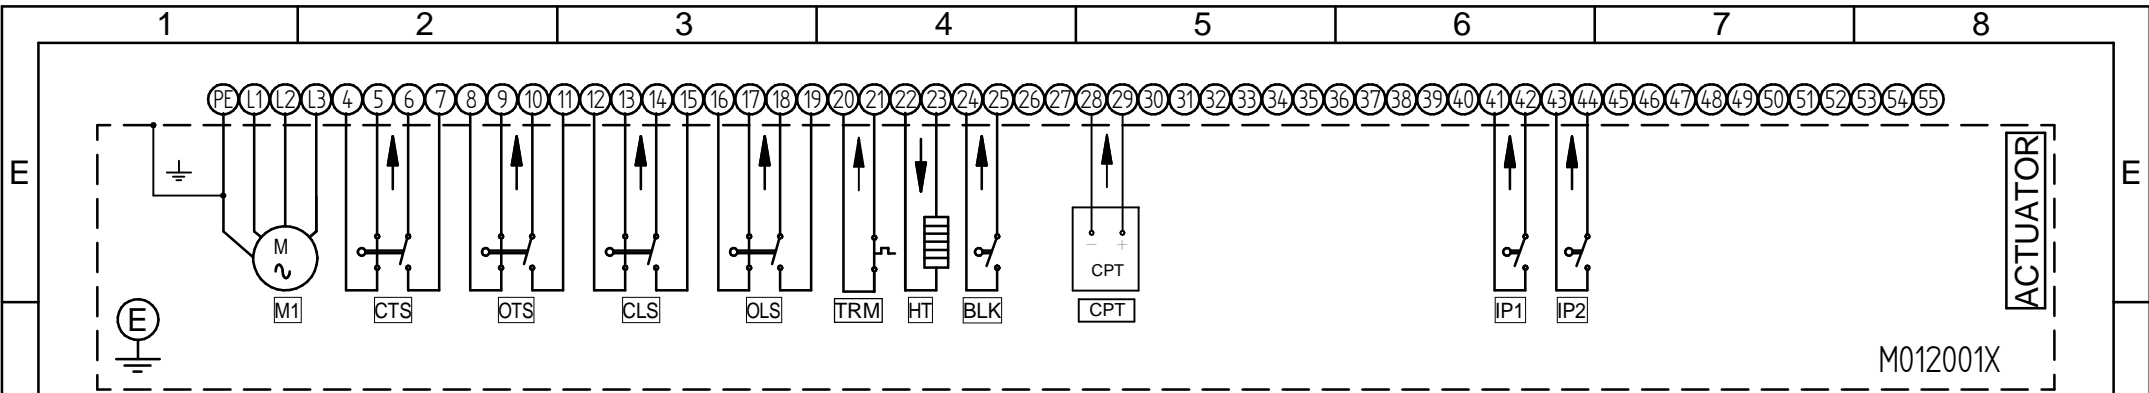 1 2 3 4 5 6 7 8
PE L1 L2 L3 4 5 6 7 8 9 10 11 12 13 14 15 16 17 18 19 20 21 22 23 24 25 26 27 28 29 30 31 32 33 34 35 36 37 38 39 40 41 42 43 44 45 46 47 48 49 50 51 52 53 54 55
E E
ACTUATOR
M
- +
CPT
M1 CTS OTS CLS OLS TRM HT BLK CPT IP1 IP2
E
M012001X